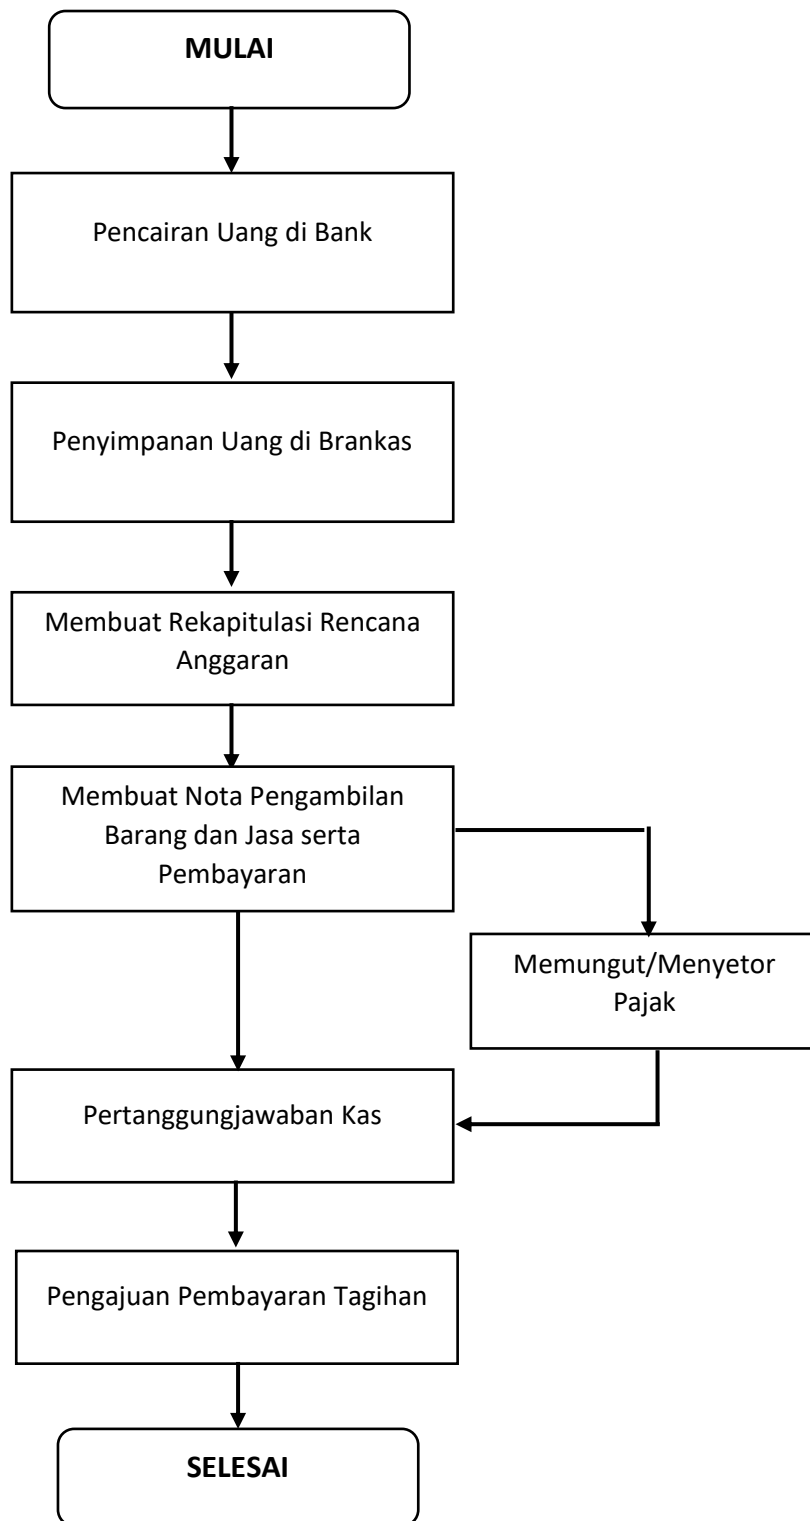 MULAI
Pencairan Uang di Bank
Penyimpanan Uang di Brankas
Membuat Rekapitulasi Rencana
Anggaran
Membuat Nota Pengambilan
Barang dan Jasa serta
Pembayaran
Memungut/Menyetor
Pajak
Pertanggungjawaban Kas
Pengajuan Pembayaran Tagihan
SELESAI